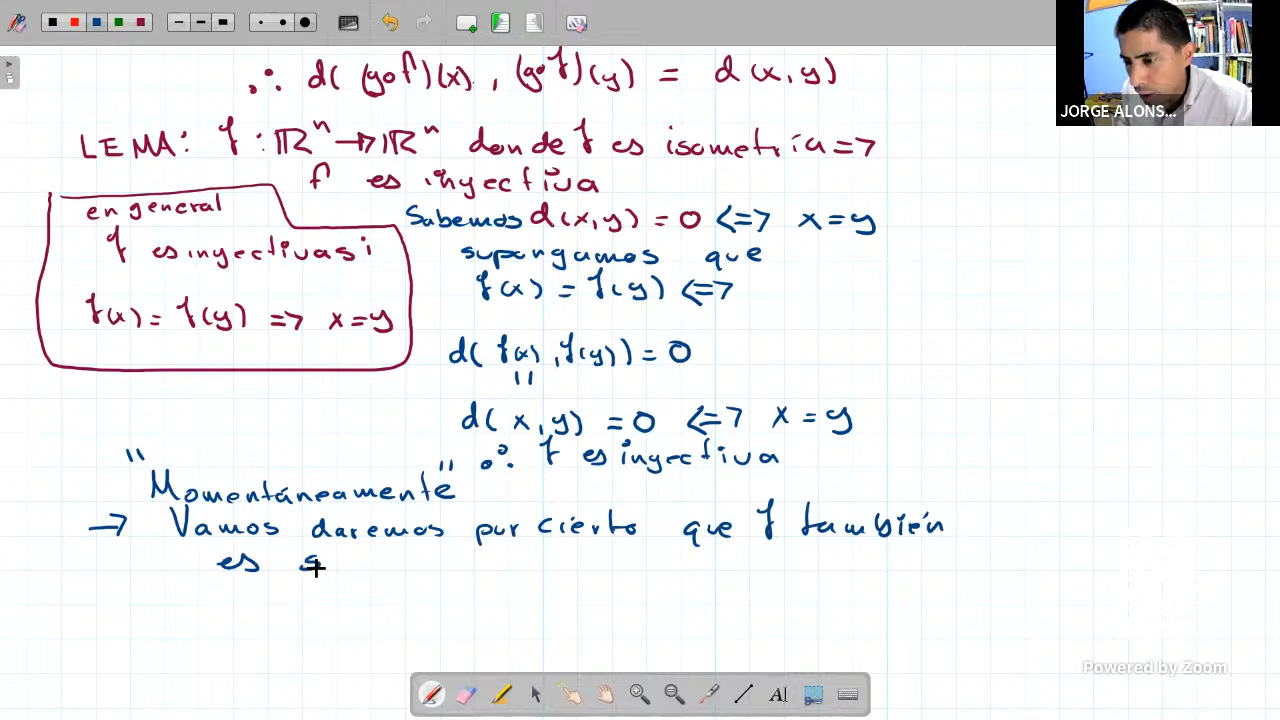 ∴ d( (g∘f)(x), (g∘f)(y) = d(x,y)
LEMA: f : ℝⁿ → ℝⁿ donde f es isometría =>
f es inyectiva
en general
f es inyectiva si
f(x) = f(y) => x=y
Sabemos d(x,y) = 0 <=> x=y
supongamos que
f(x) = f(y) <=>
d( f(x), f(y)) = 0
"
d( x, y) = 0 <=> x = y
∴ f es inyectiva
"Momentáneamente"
→ Vamos daremos por cierto que f también
es s
JORGE ALONS...
Powered by Zoom
AI